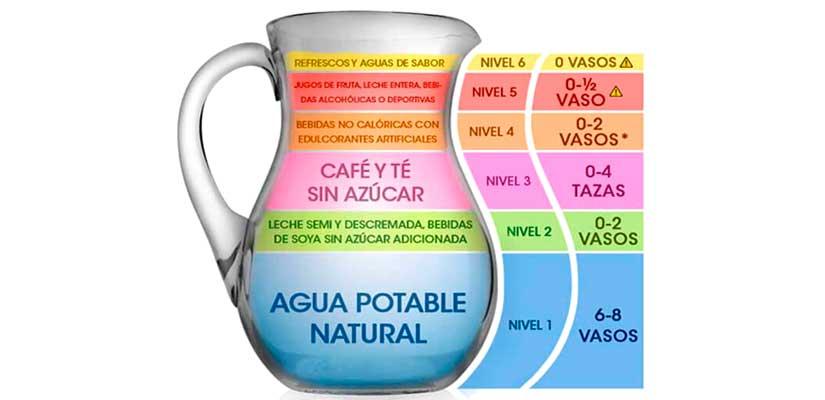 REFRESCOS Y AGUAS DE SABOR
NIVEL 6
0 VASOS
JUGOS DE FRUTA, LECHE ENTERA, BEBI-
DAS ALCOHÓLICAS O DEPORTIVAS
NIVEL 5
0-½
VASO
BEBIDAS NO CALÓRICAS CON
EDULCORANTES ARTIFICIALES
NIVEL 4
0-2
VASOS*
CAFÉ Y TÉ
SIN AZÚCAR
NIVEL 3
0-4
TAZAS
LECHE SEMI Y DESCREMADA, BEBIDAS
DE SOYA SIN AZÚCAR ADICIONADA
NIVEL 2
0-2
VASOS
AGUA POTABLE
NATURAL
NIVEL 1
6-8
VASOS